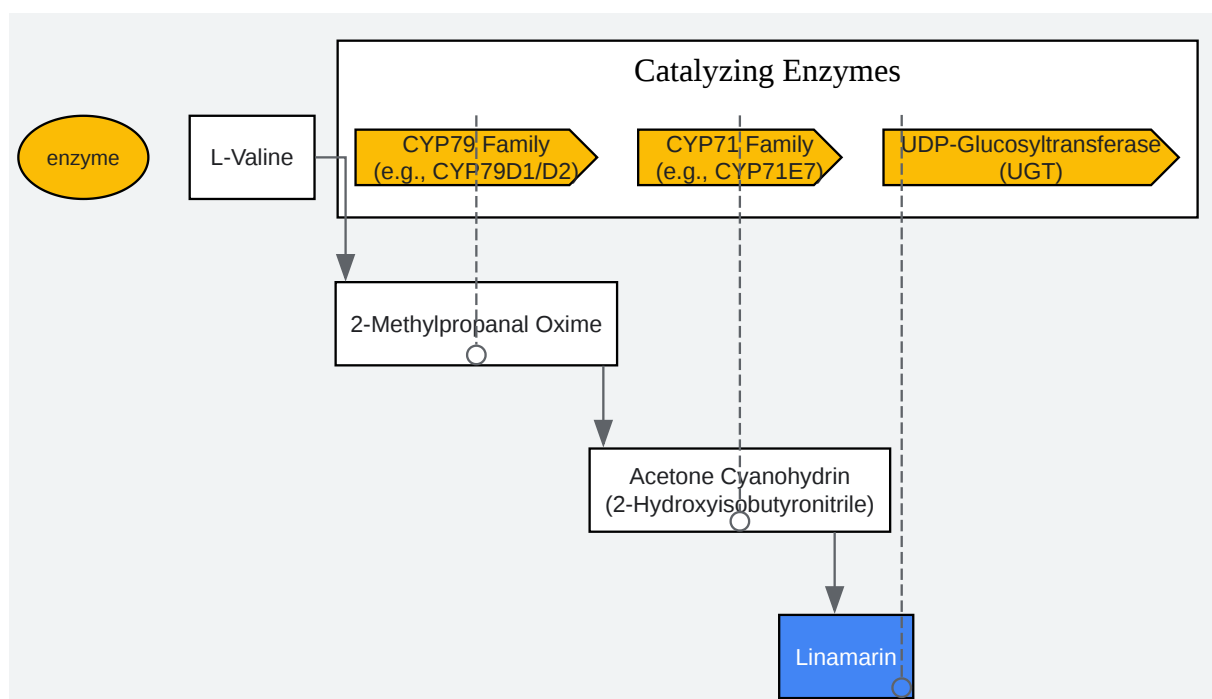 Catalyzing Enzymes
enzyme
L-Valine
CYP79 Family
(e.g., CYP79D1/D2)
CYP71 Family
(e.g., CYP71E7)
UDP-Glucosyltransferase
(UGT)
2-Methylpropanal Oxime
Acetone Cyanohydrin
(2-Hydroxyisobutyronitrile)
Linamarin